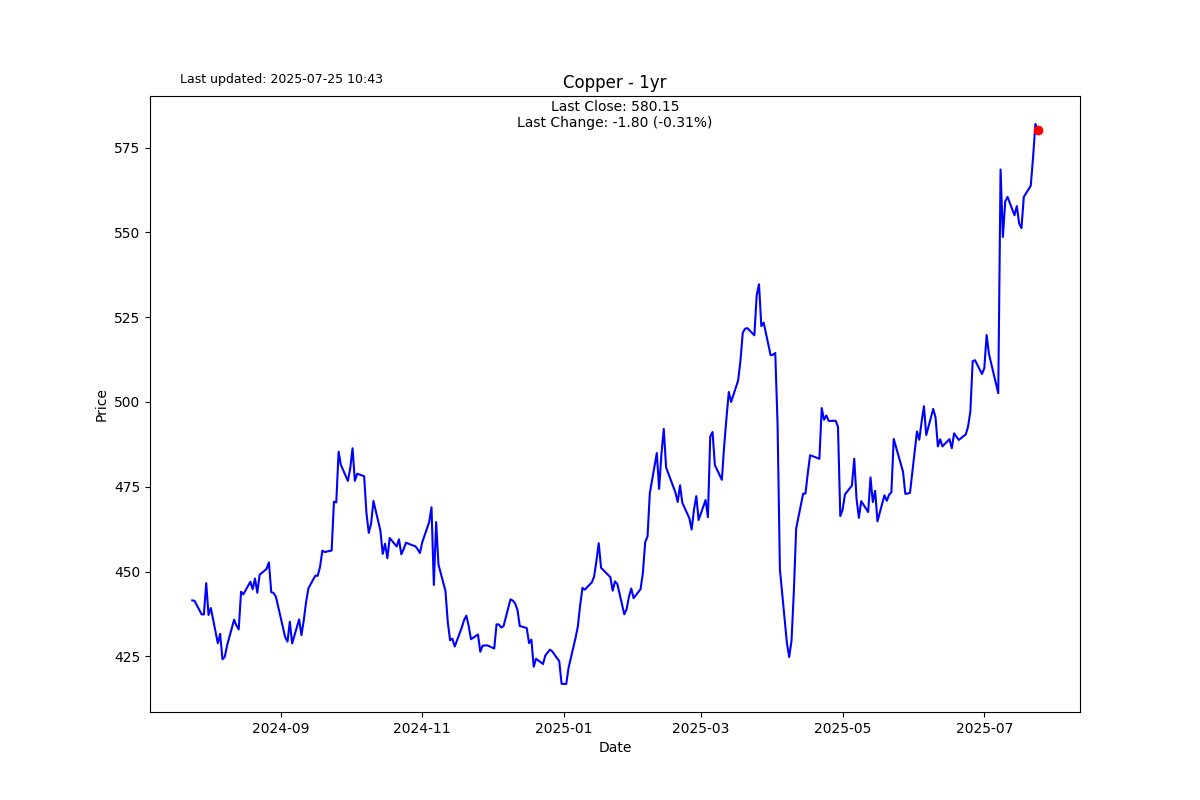 Last updated: 2025-07-25 10:43
Copper - 1yr
Last Close: 580.15
Last Change: -1.80 (-0.31%)
Price
575
550
525
500
475
450
425
2024-09
2024-11
2025-01
2025-03
2025-05
2025-07
Date